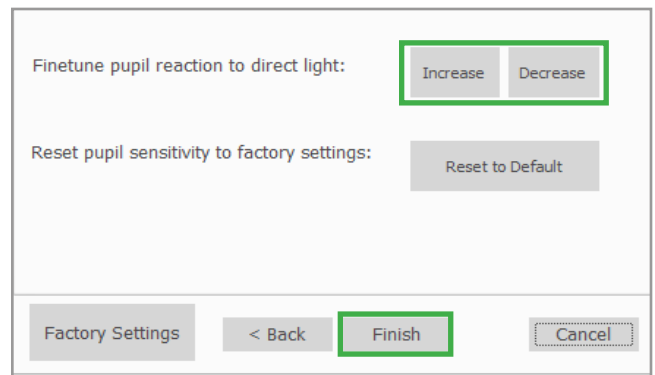 Finetune pupil reaction to direct light: Increase Decrease
Reset pupil sensitivity to factory settings: Reset to Default
Factory Settings < Back Finish Cancel